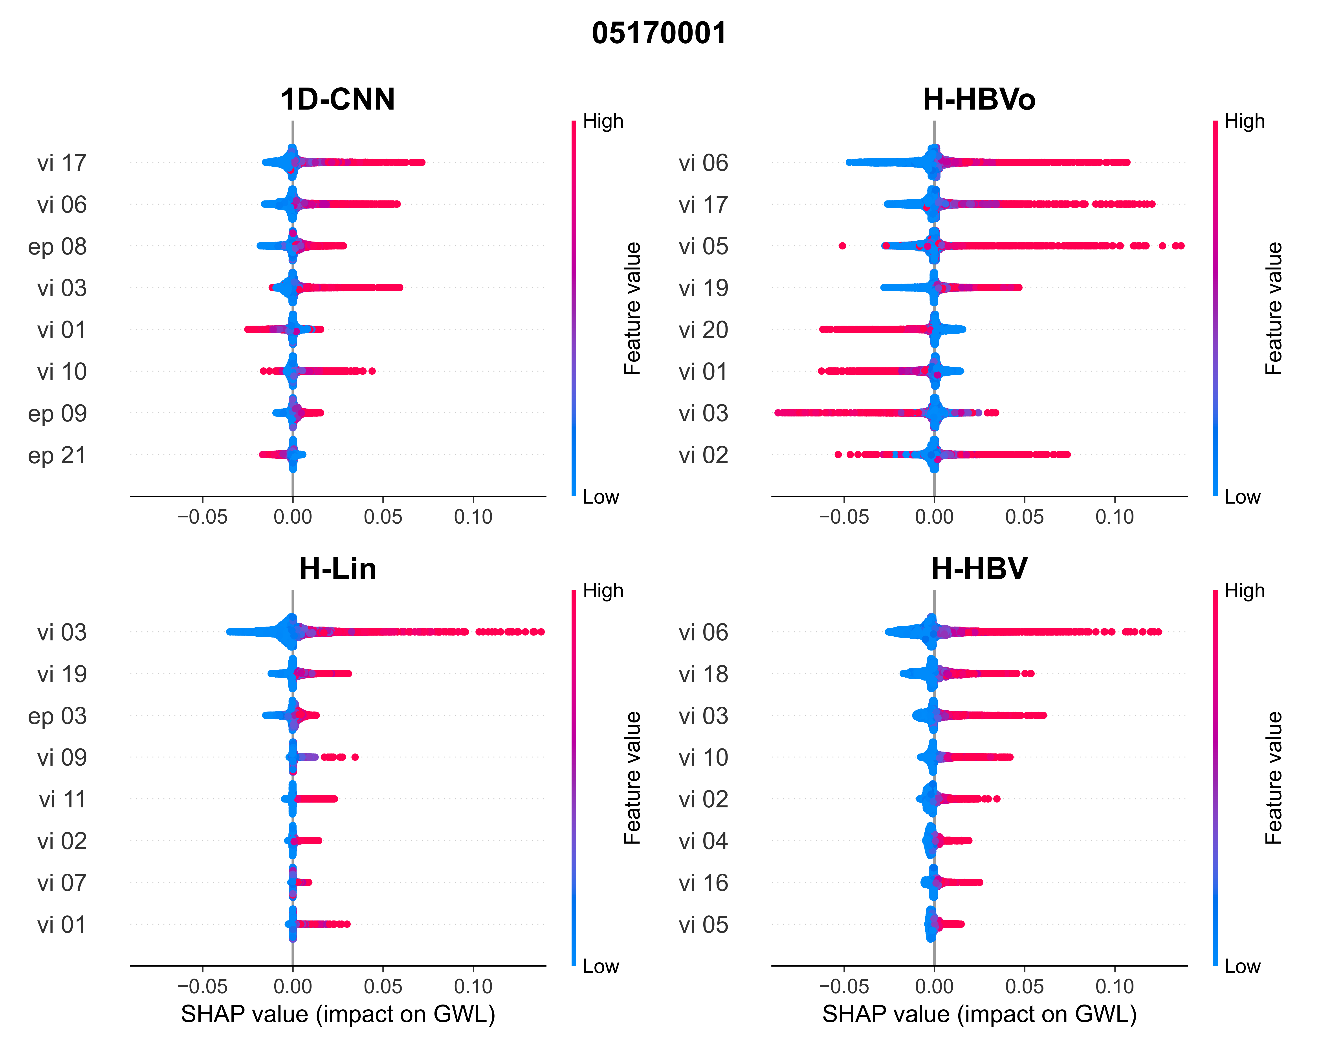 05170001
1D-CNN
High
vi 17
vi 06
ep 08
vi 03
vi 01
vi 10
ep 09
ep 21
Feature value
Low
−0.05 0.00 0.05 0.10
H-HBVo
High
vi 06
vi 17
vi 05
vi 19
vi 20
vi 01
vi 03
vi 02
Feature value
Low
−0.05 0.00 0.05 0.10
H-Lin
High
vi 03
vi 19
ep 03
vi 09
vi 11
vi 02
vi 07
vi 01
Feature value
Low
−0.05 0.00 0.05 0.10
SHAP value (impact on GWL)
H-HBV
High
vi 06
vi 18
vi 03
vi 10
vi 02
vi 04
vi 16
vi 05
Feature value
Low
−0.05 0.00 0.05 0.10
SHAP value (impact on GWL)